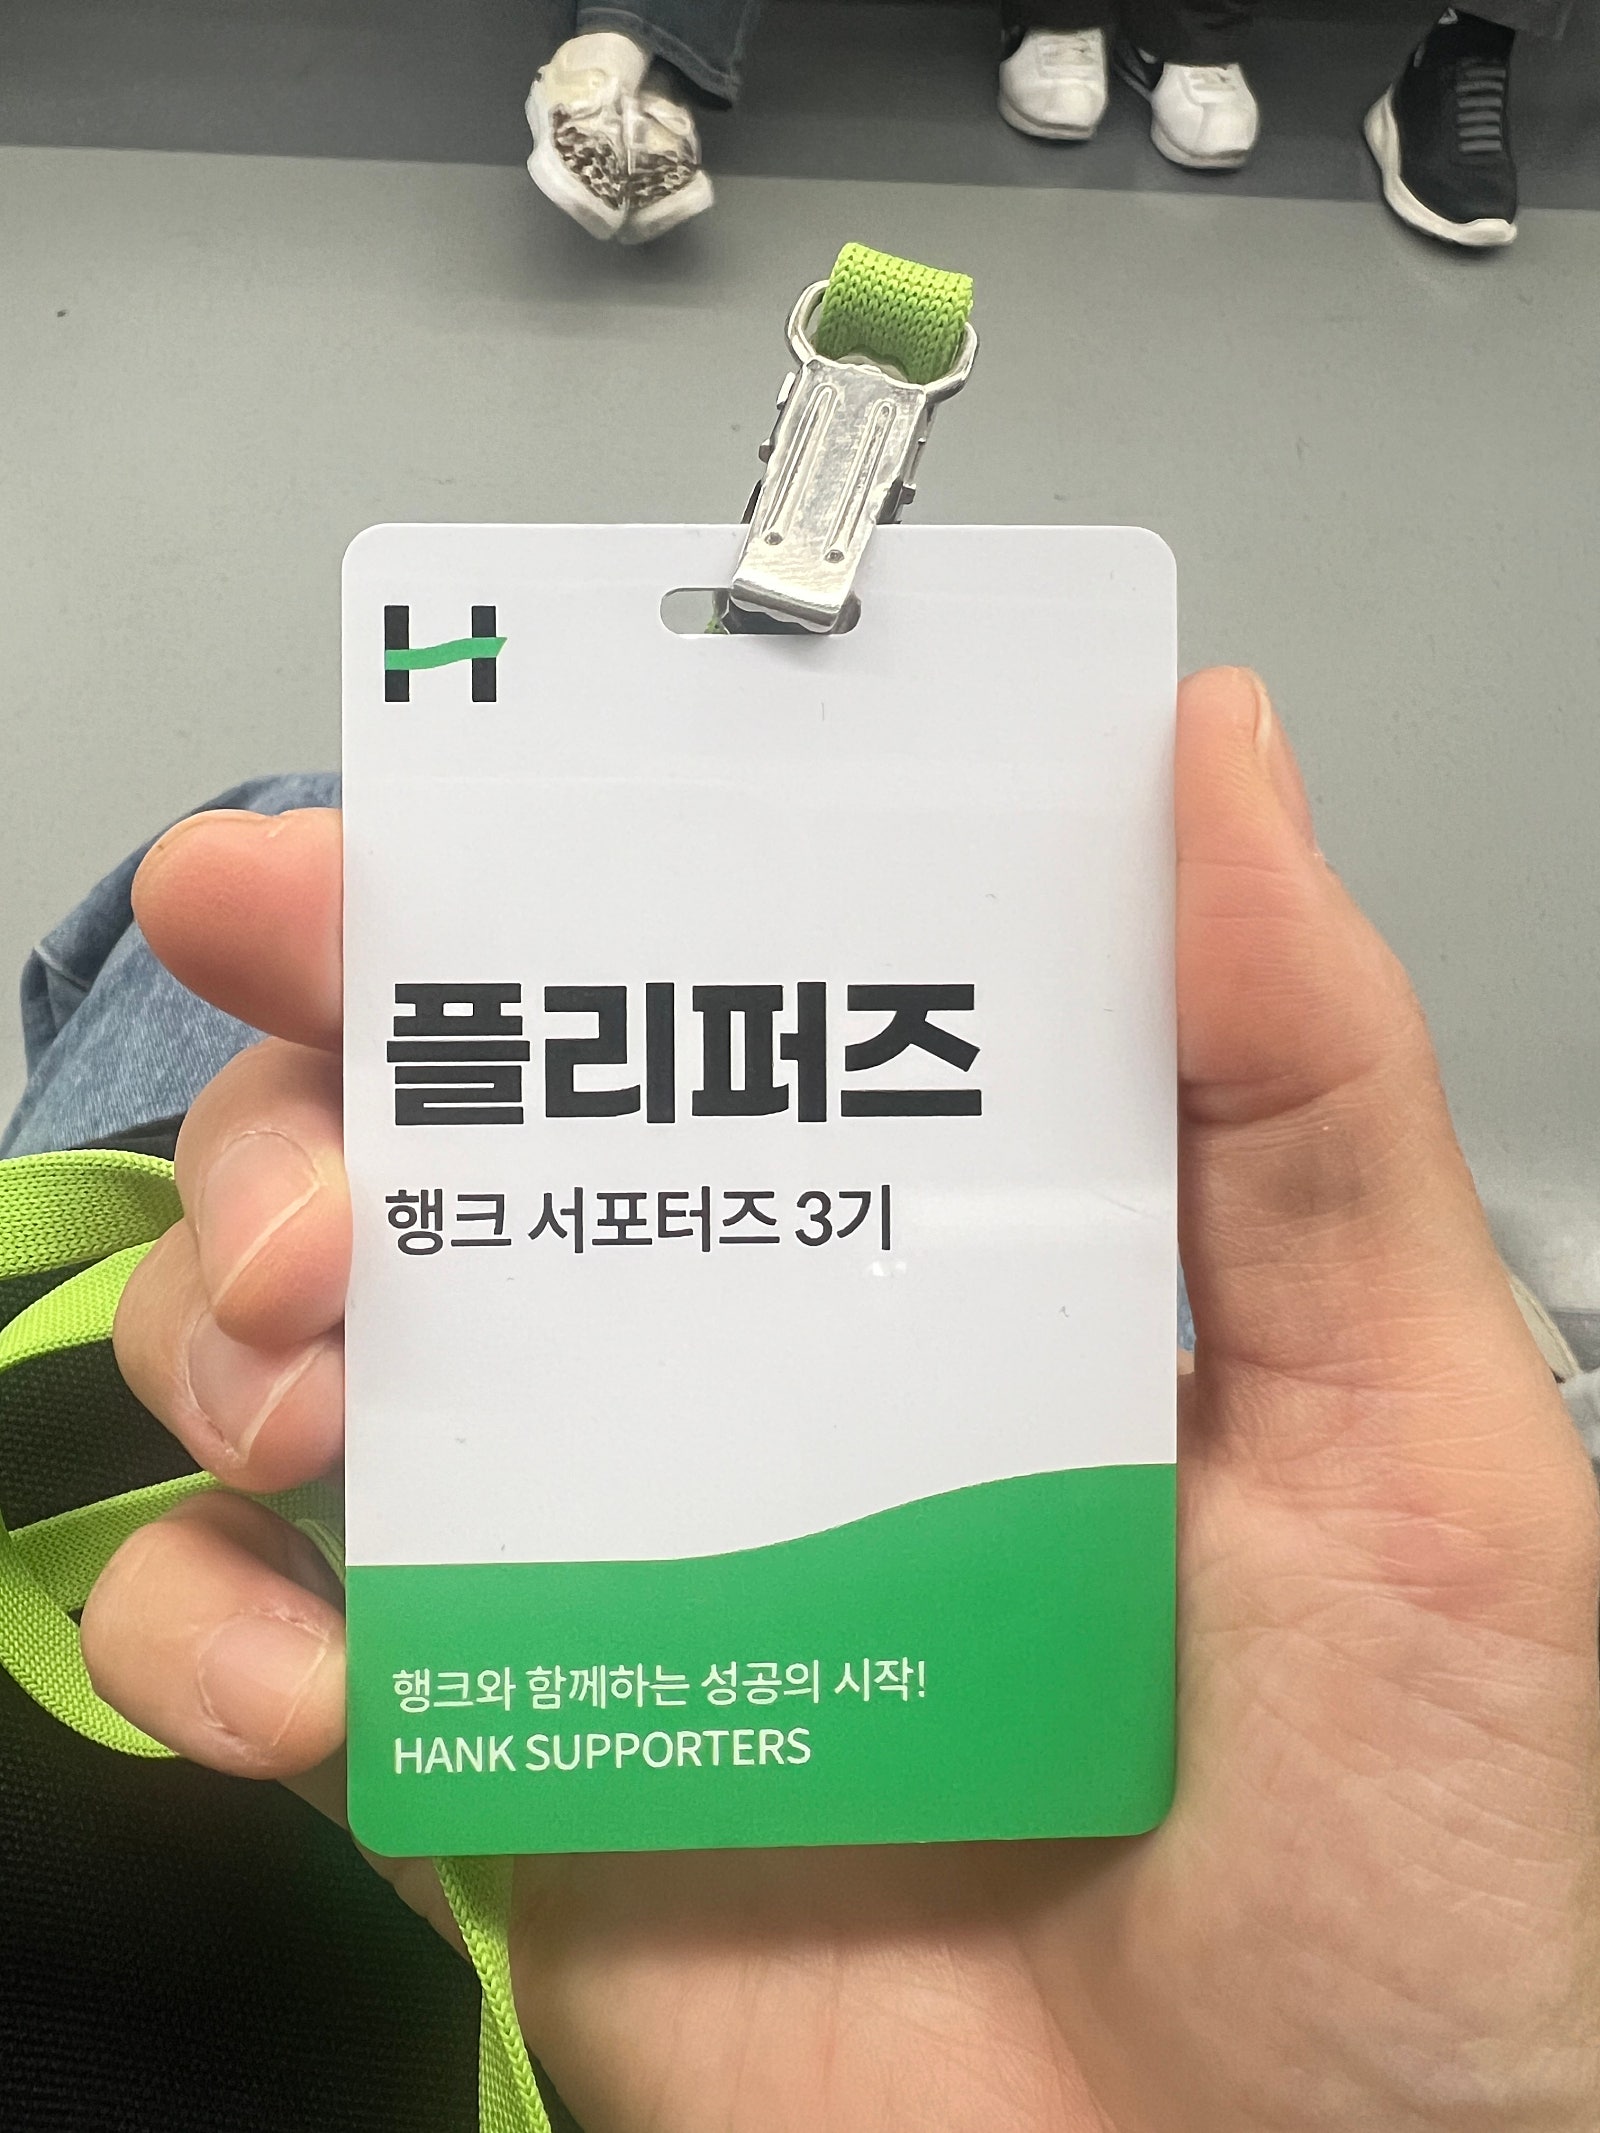 H
플리퍼즈
행크 서포터즈 3기
행크와 함께하는 성공의 시작!
HANK SUPPORTERS